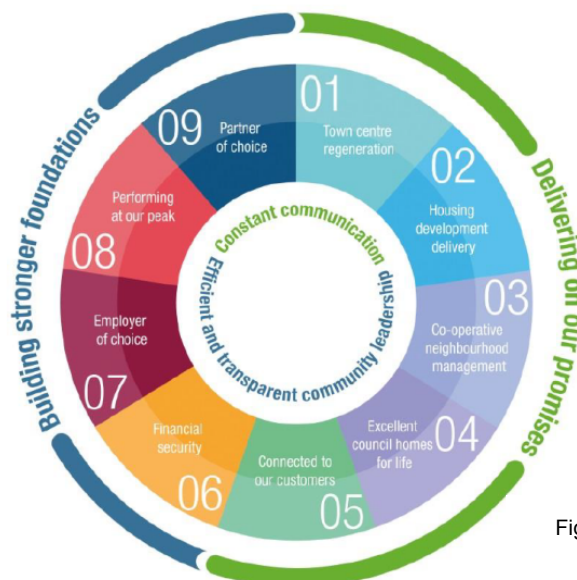 01
Town centre
regeneration
02
Housing
development
delivery
03
Co-operative
neighbourhood
management
04
Excellent
council homes
for life
05
Connected to
our customers
06
Financial
security
07
Employer
of choice
08
Performing
at our peak
09
Partner
of choice
Constant communication
Efficient and transparent community leadership
Building stronger foundations
Delivering on our promises
Fig